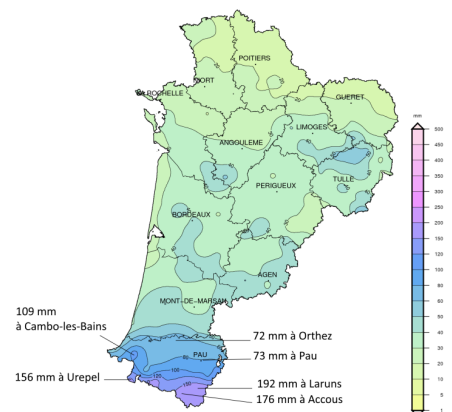 POITIERS
NIORT
LA ROCHELLE
GUERET
LIMOGES
ANGOULEME
TULLE
PERIGUEUX
BORDEAUX
AGEN
MONT-DE-MARSAN
PAU
109 mm
à Cambo-les-Bains
72 mm à Orthez
73 mm à Pau
156 mm à Urepel
192 mm à Laruns
176 mm à Accous
mm
500
450
400
350
300
250
200
150
120
100
80
60
50
40
30
20
10
5
1